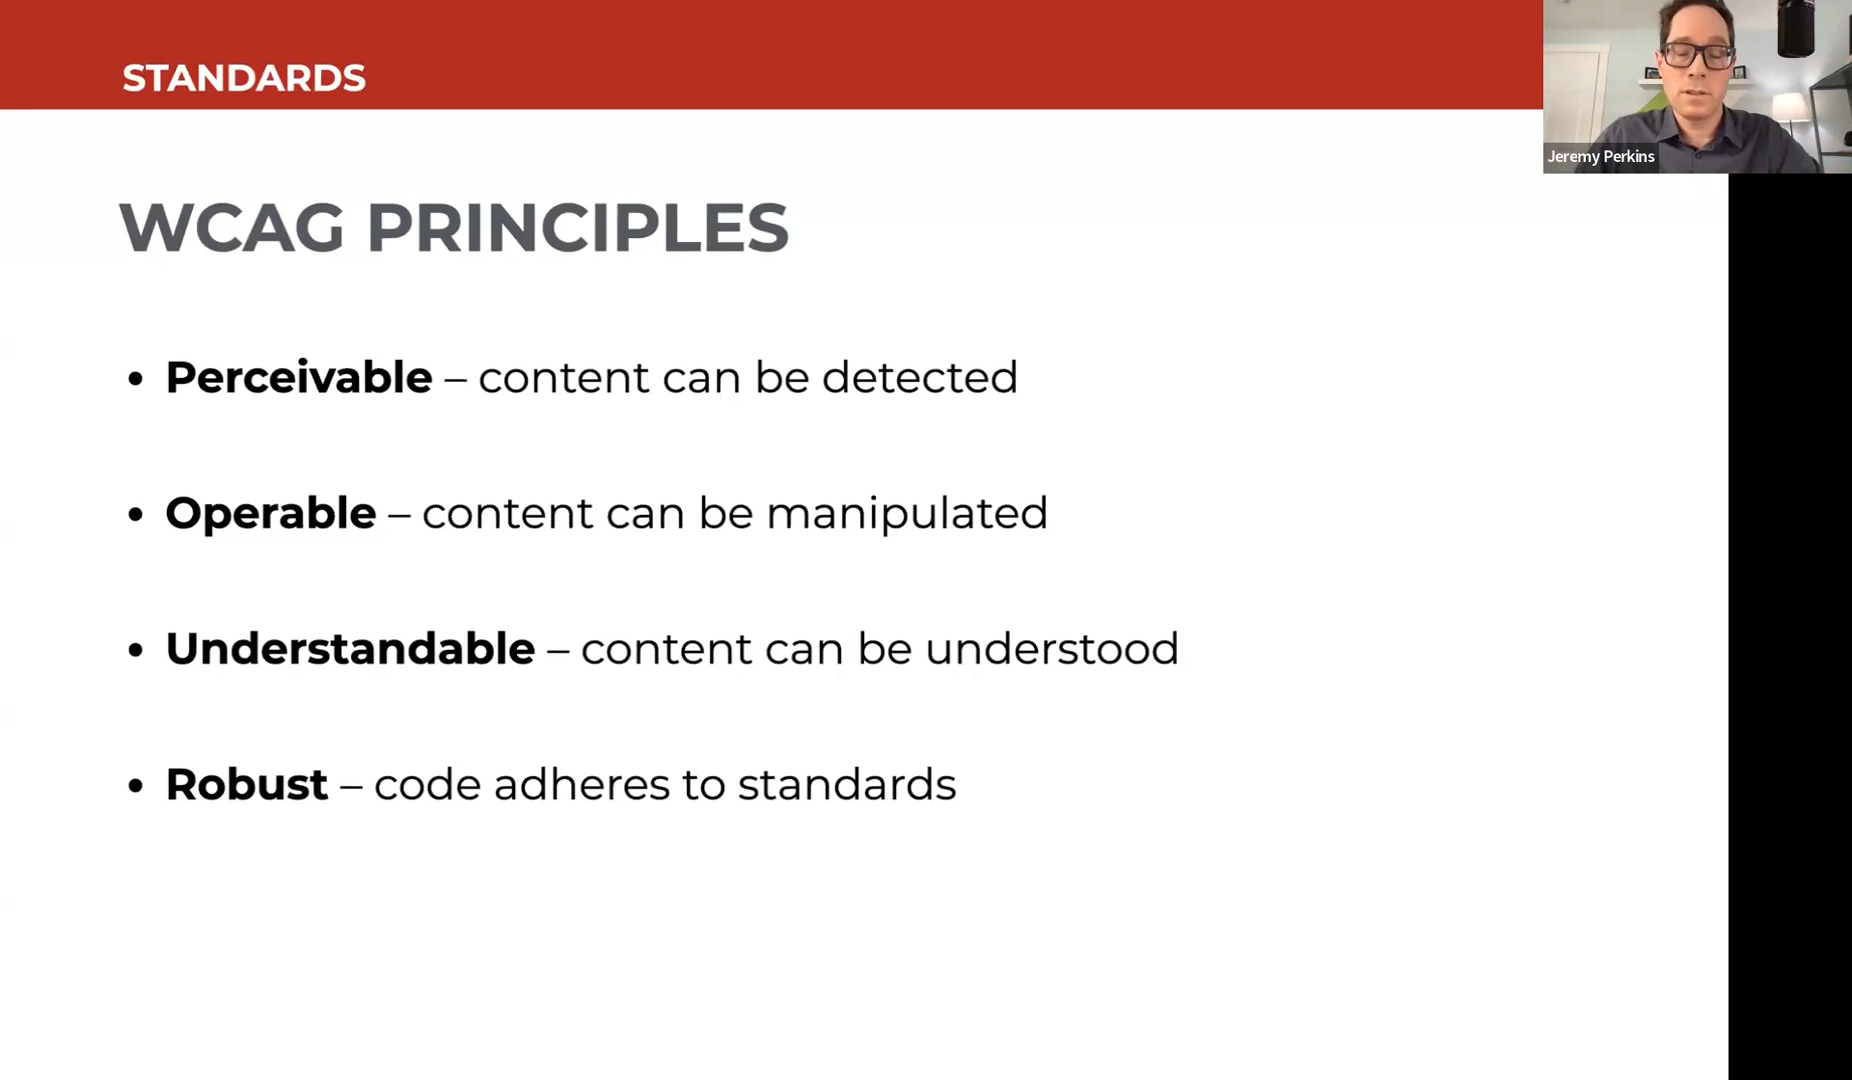 STANDARDS
Jeremy Perkins
WCAG PRINCIPLES
• Perceivable – content can be detected
• Operable – content can be manipulated
• Understandable – content can be understood
• Robust – code adheres to standards